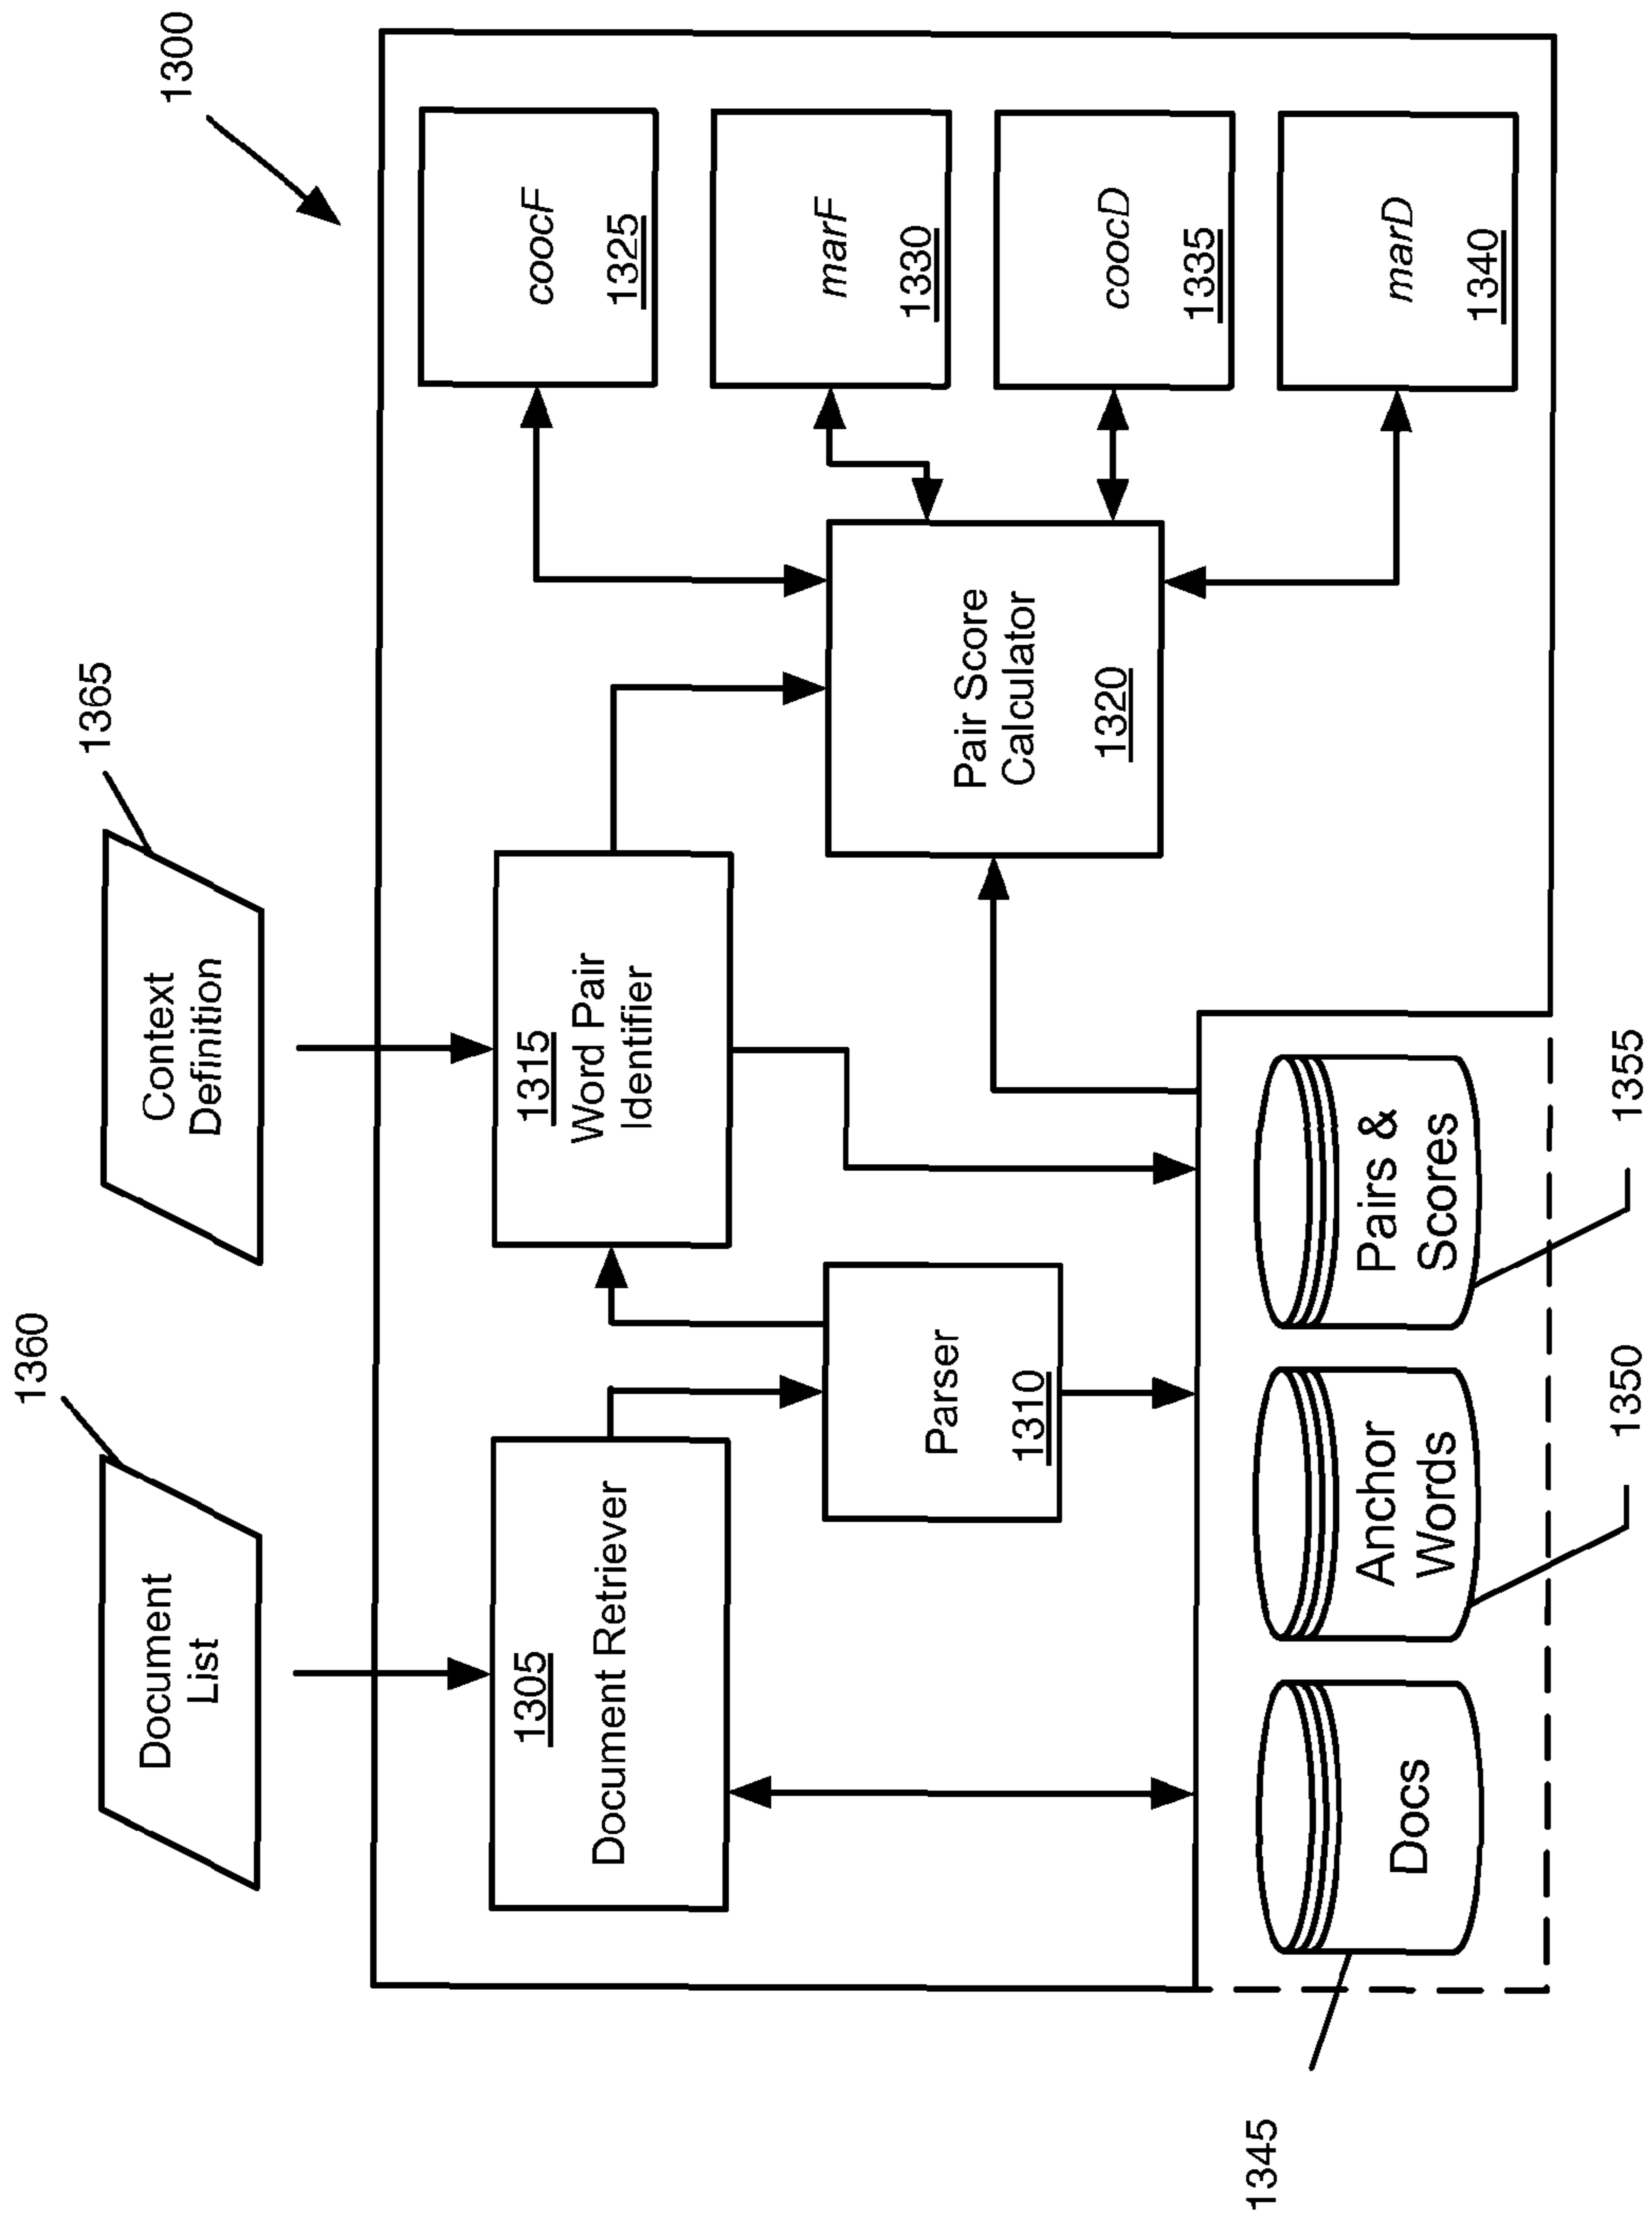 1300
1365
1360
Document
List
Context
Definition
1305
Document Retriever
1315
Word Pair
Identifier
coocF
1325
Parser
1310
Pair Score
Calculator
1320
marF
1330
coocD
1335
marD
1340
Docs
Anchor
Words
Pairs &
Scores
1345
1350
1355